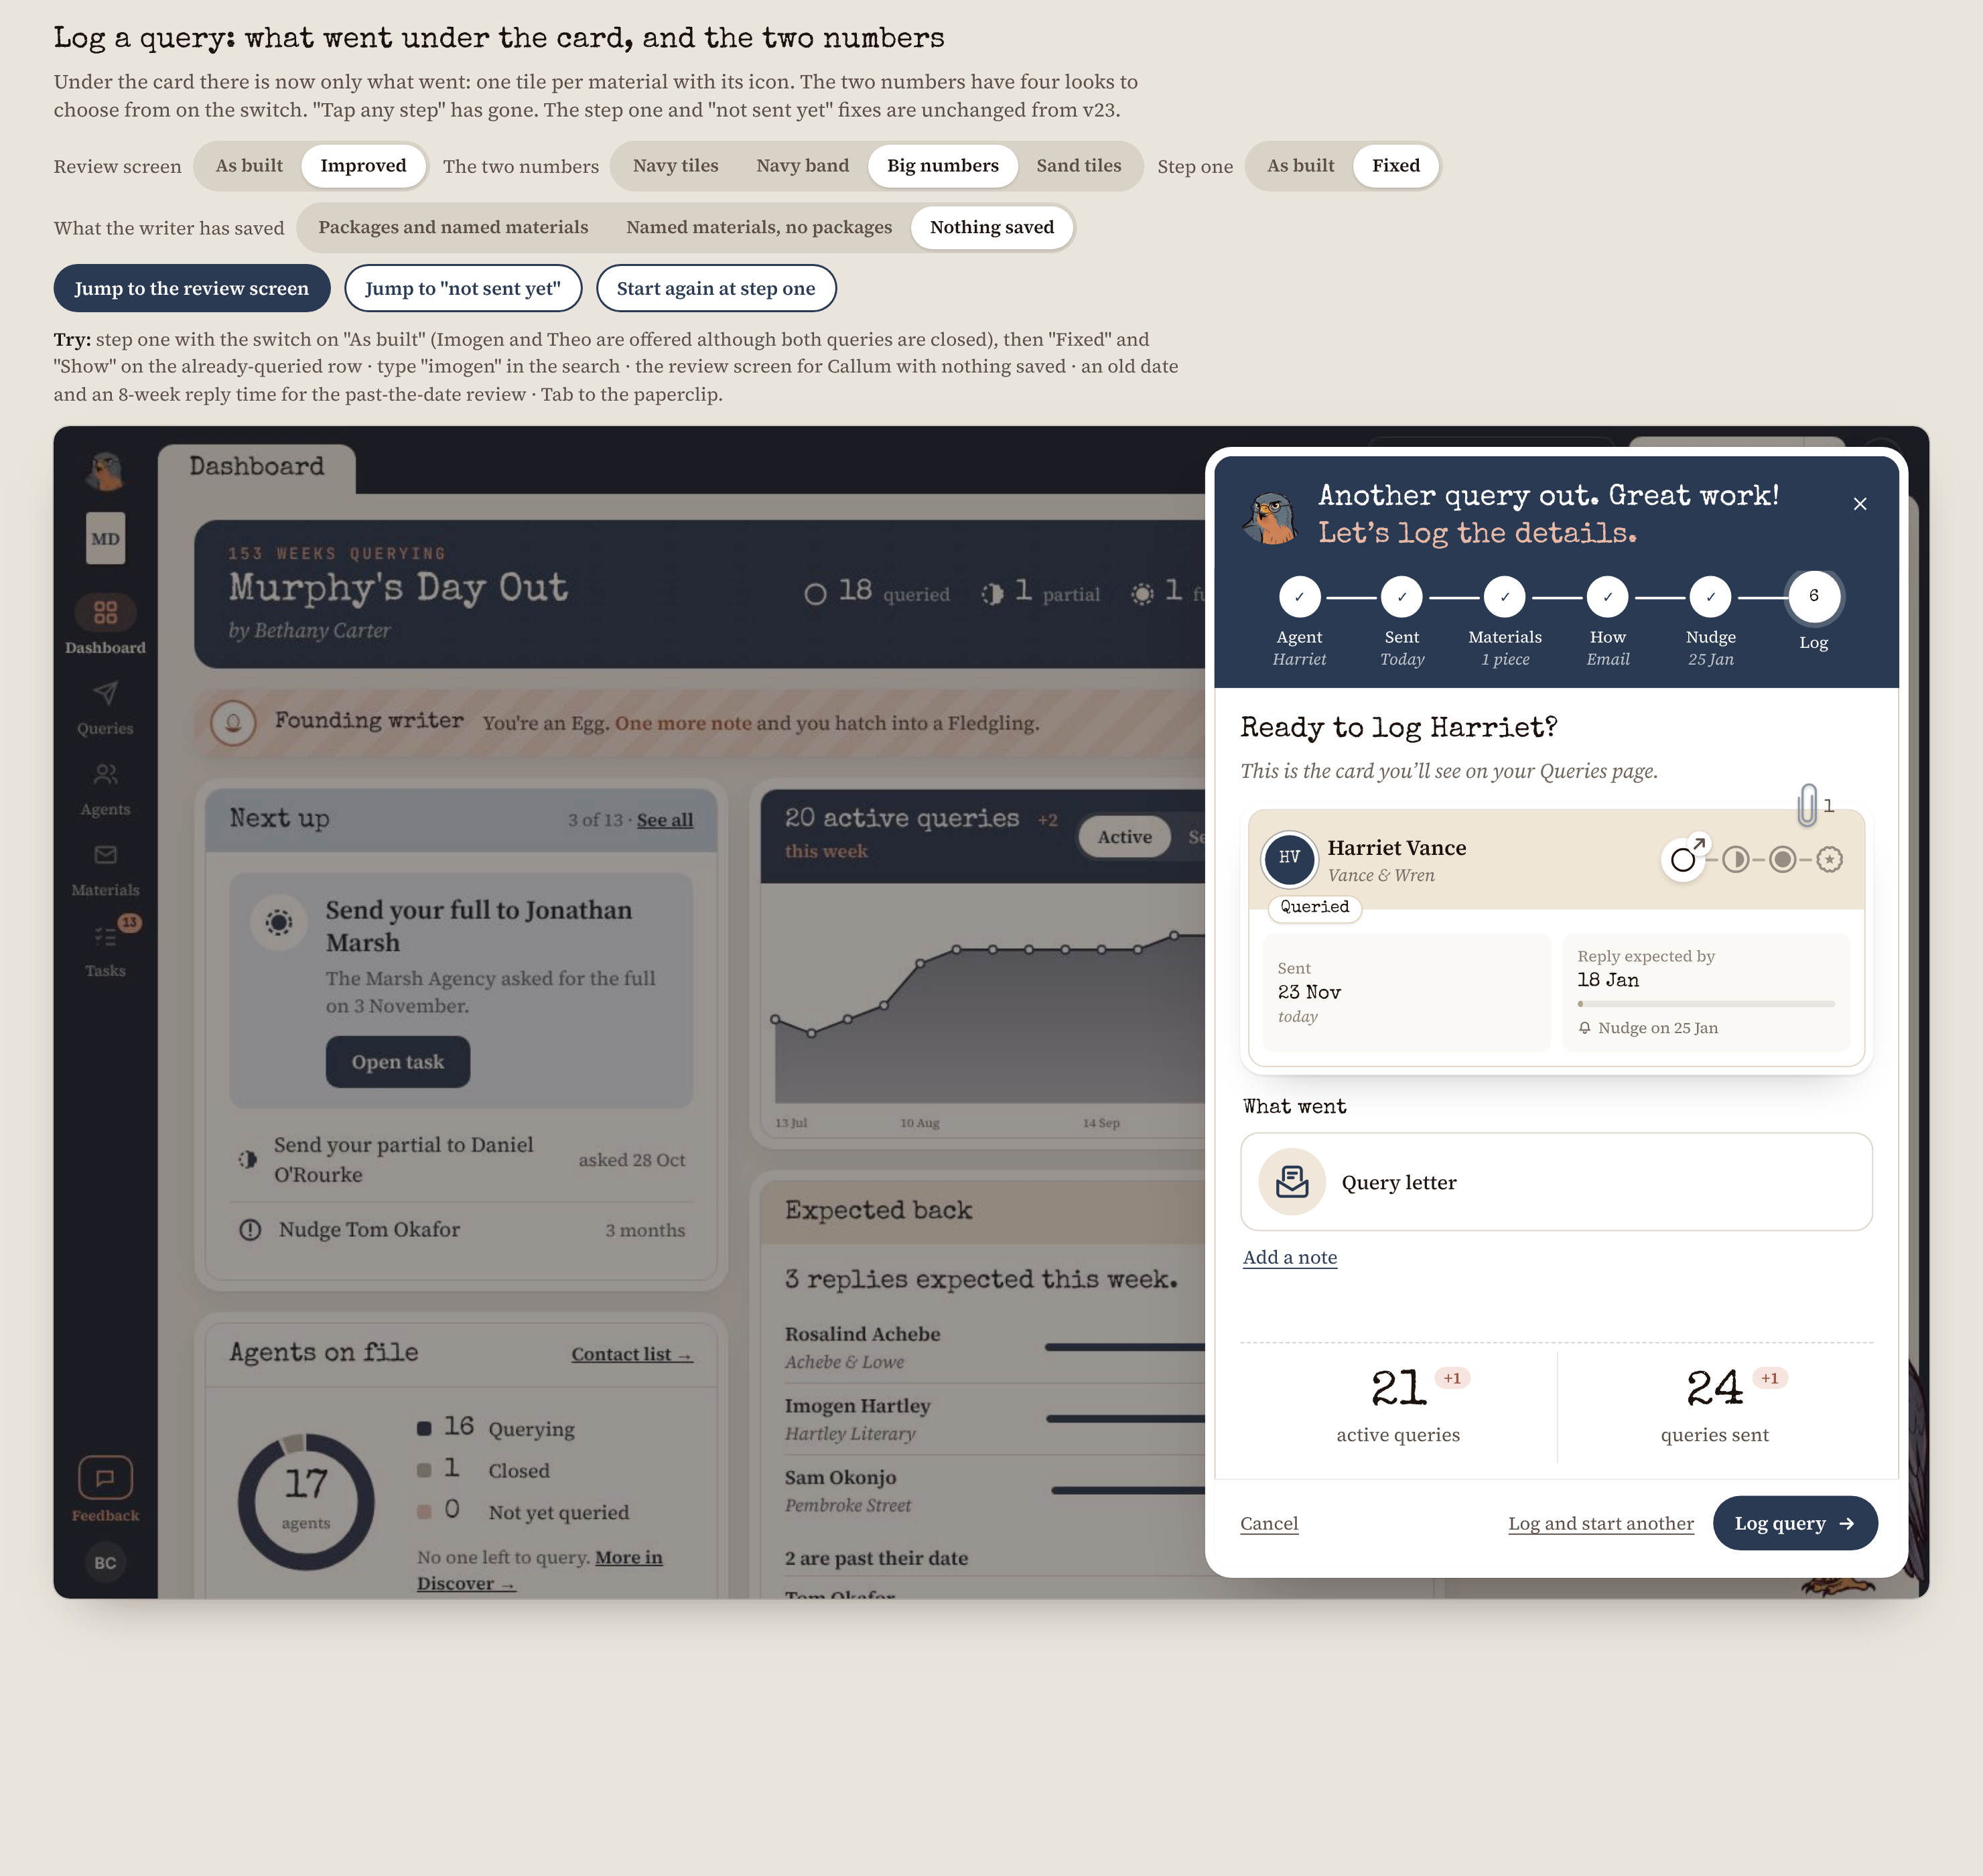 Log a query: what went under the card, and the two numbers
Under the card there is now only what went: one tile per material with its icon. The two numbers have four looks to
choose from on the switch. "Tap any step" has gone. The step one and "not sent yet" fixes are unchanged from v23.
Review screen As built Improved The two numbers Navy tiles Navy band Big numbers Sand tiles Step one As built Fixed
What the writer has saved Packages and named materials Named materials, no packages Nothing saved
Jump to the review screen Jump to "not sent yet" Start again at step one
Try: step one with the switch on "As built" (Imogen and Theo are offered although both queries are closed), then "Fixed" and
"Show" on the already-queried row · type "imogen" in the search · the review screen for Callum with nothing saved · an old date
and an 8-week reply time for the past-the-date review · Tab to the paperclip.
MD
Dashboard
Queries
Agents
Materials
13
Tasks
Feedback
BC
Dashboard
153 WEEKS QUERYING
Murphy's Day Out
by Bethany Carter
18 queried 1 partial 1
Founding writer You're an Egg. One more note and you hatch into a Fledgling.
Next up 3 of 13 · See all
Send your full to Jonathan
Marsh
The Marsh Agency asked for the full
on 3 November.
Open task
Send your partial to Daniel
O'Rourke
asked 28 Oct
Nudge Tom Okafor 3 months
Agents on file Contact list →
17
agents
16 Querying
1 Closed
0 Not yet queried
No one left to query. More in
Discover →
20 active queries +2
this week
Active Se
13 Jul 10 Aug 14 Sep
Expected back
3 replies expected this week.
Rosalind Achebe
Achebe & Lowe
Imogen Hartley
Hartley Literary
Sam Okonjo
Pembroke Street
2 are past their date
Tom Okafor
Another query out. Great work!
Let's log the details.
✓ ✓ ✓ ✓ ✓ 6
Agent Sent Materials How Nudge Log
Harriet Today 1 piece Email 25 Jan
Ready to log Harriet?
This is the card you'll see on your Queries page.
1
HV
Harriet Vance
Vance & Wren
Queried
Sent
23 Nov
today
Reply expected by
18 Jan
Nudge on 25 Jan
What went
Query letter
Add a note
21 +1
active queries
24 +1
queries sent
Cancel Log and start another Log query →